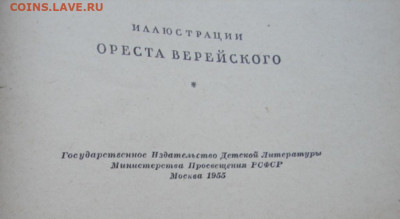 COINS.LAVE.RU
ИЛЛЮСТРАЦИИ
ОРЕСТА ВЕРЕЙСКОГО
Государственное Издательство Детской Литературы
Министерства Просвещения РСФСР
Москва 1955